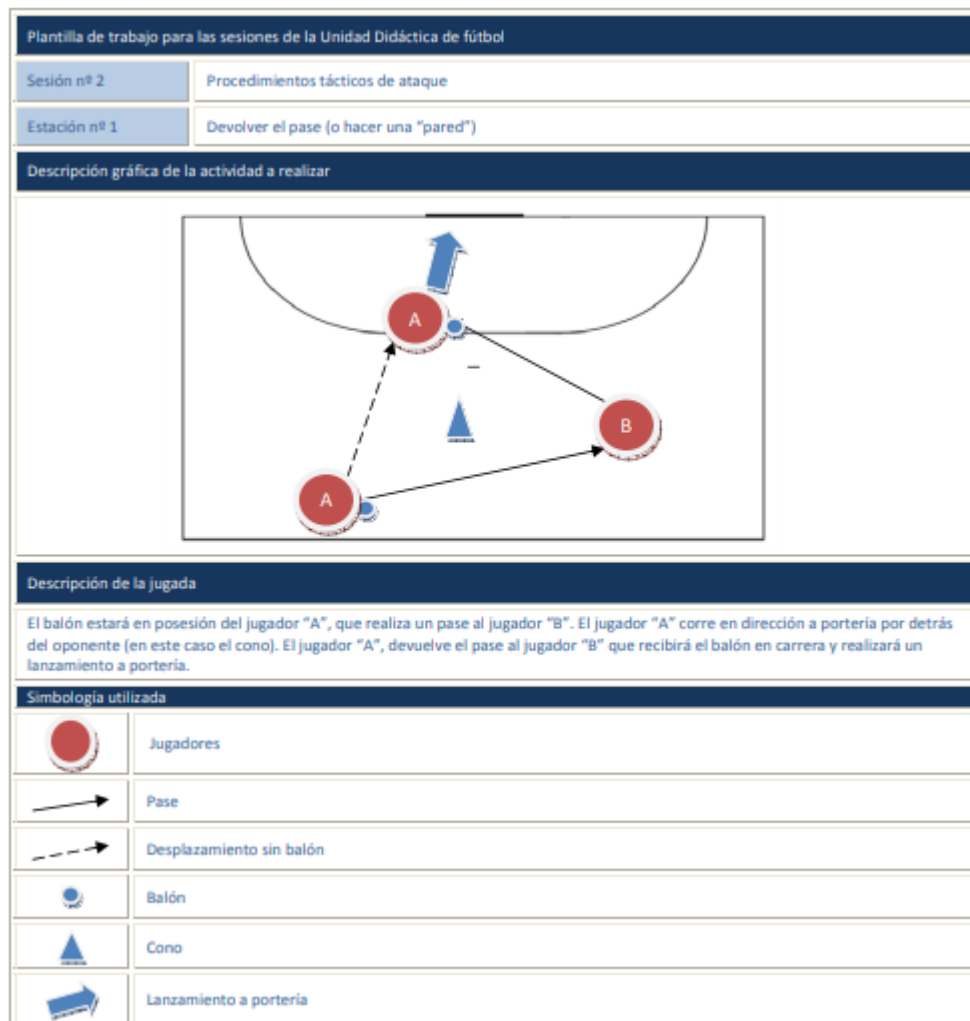 Plantilla de trabajo para las sesiones de la Unidad Didáctica de fútbol
Sesión nº 2
Procedimientos tácticos de ataque
Estación nº 1
Devolver el pase (o hacer una “pared”)
Descripción gráfica de la actividad a realizar
A
B
A
Descripción de la jugada
El balón estará en posesión del jugador “A”, que realiza un pase al jugador “B”. El jugador “A” corre en dirección a portería por detrás
del oponente (en este caso el cono). El jugador “A”, devuelve el pase al jugador “B” que recibirá el balón en carrera y realizará un
lanzamiento a portería.
Simbología utilizada
Jugadores
Pase
Desplazamiento sin balón
Balón
Cono
Lanzamiento a portería